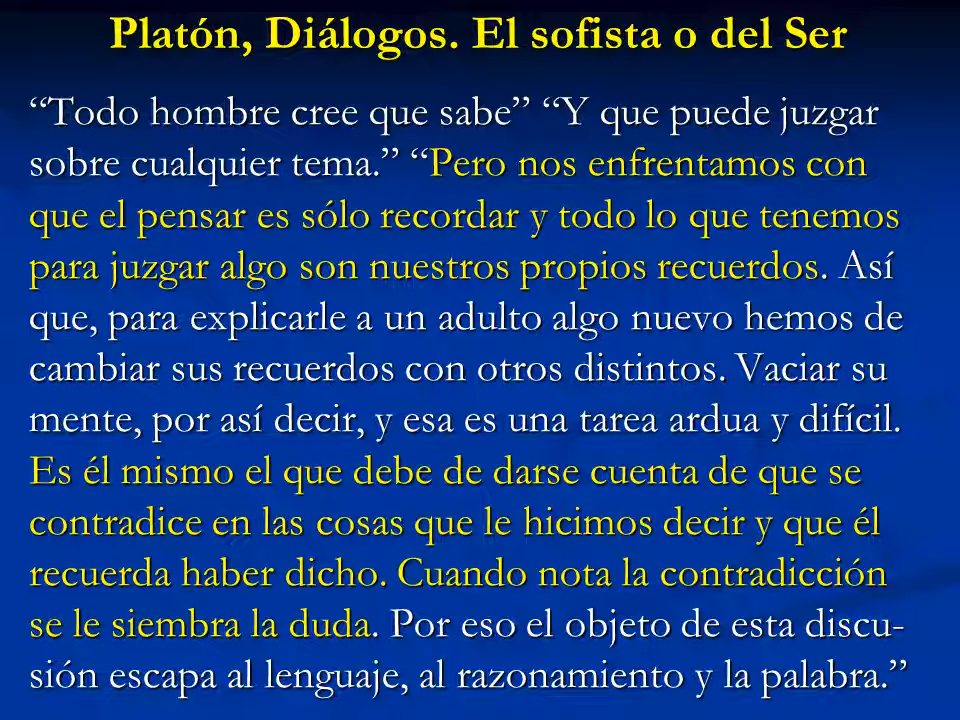 Platón, Diálogos. El sofista o del Ser
“Todo hombre cree que sabe” “Y que puede juzgar
sobre cualquier tema.” “Pero nos enfrentamos con
que el pensar es sólo recordar y todo lo que tenemos
para juzgar algo son nuestros propios recuerdos. Así
que, para explicarle a un adulto algo nuevo hemos de
cambiar sus recuerdos con otros distintos. Vaciar su
mente, por así decir, y esa es una tarea ardua y difícil.
Es él mismo el que debe de darse cuenta de que se
contradice en las cosas que le hicimos decir y que él
recuerda haber dicho. Cuando nota la contradicción
se le siembra la duda. Por eso el objeto de esta discu-
sión escapa al lenguaje, al razonamiento y la palabra.”